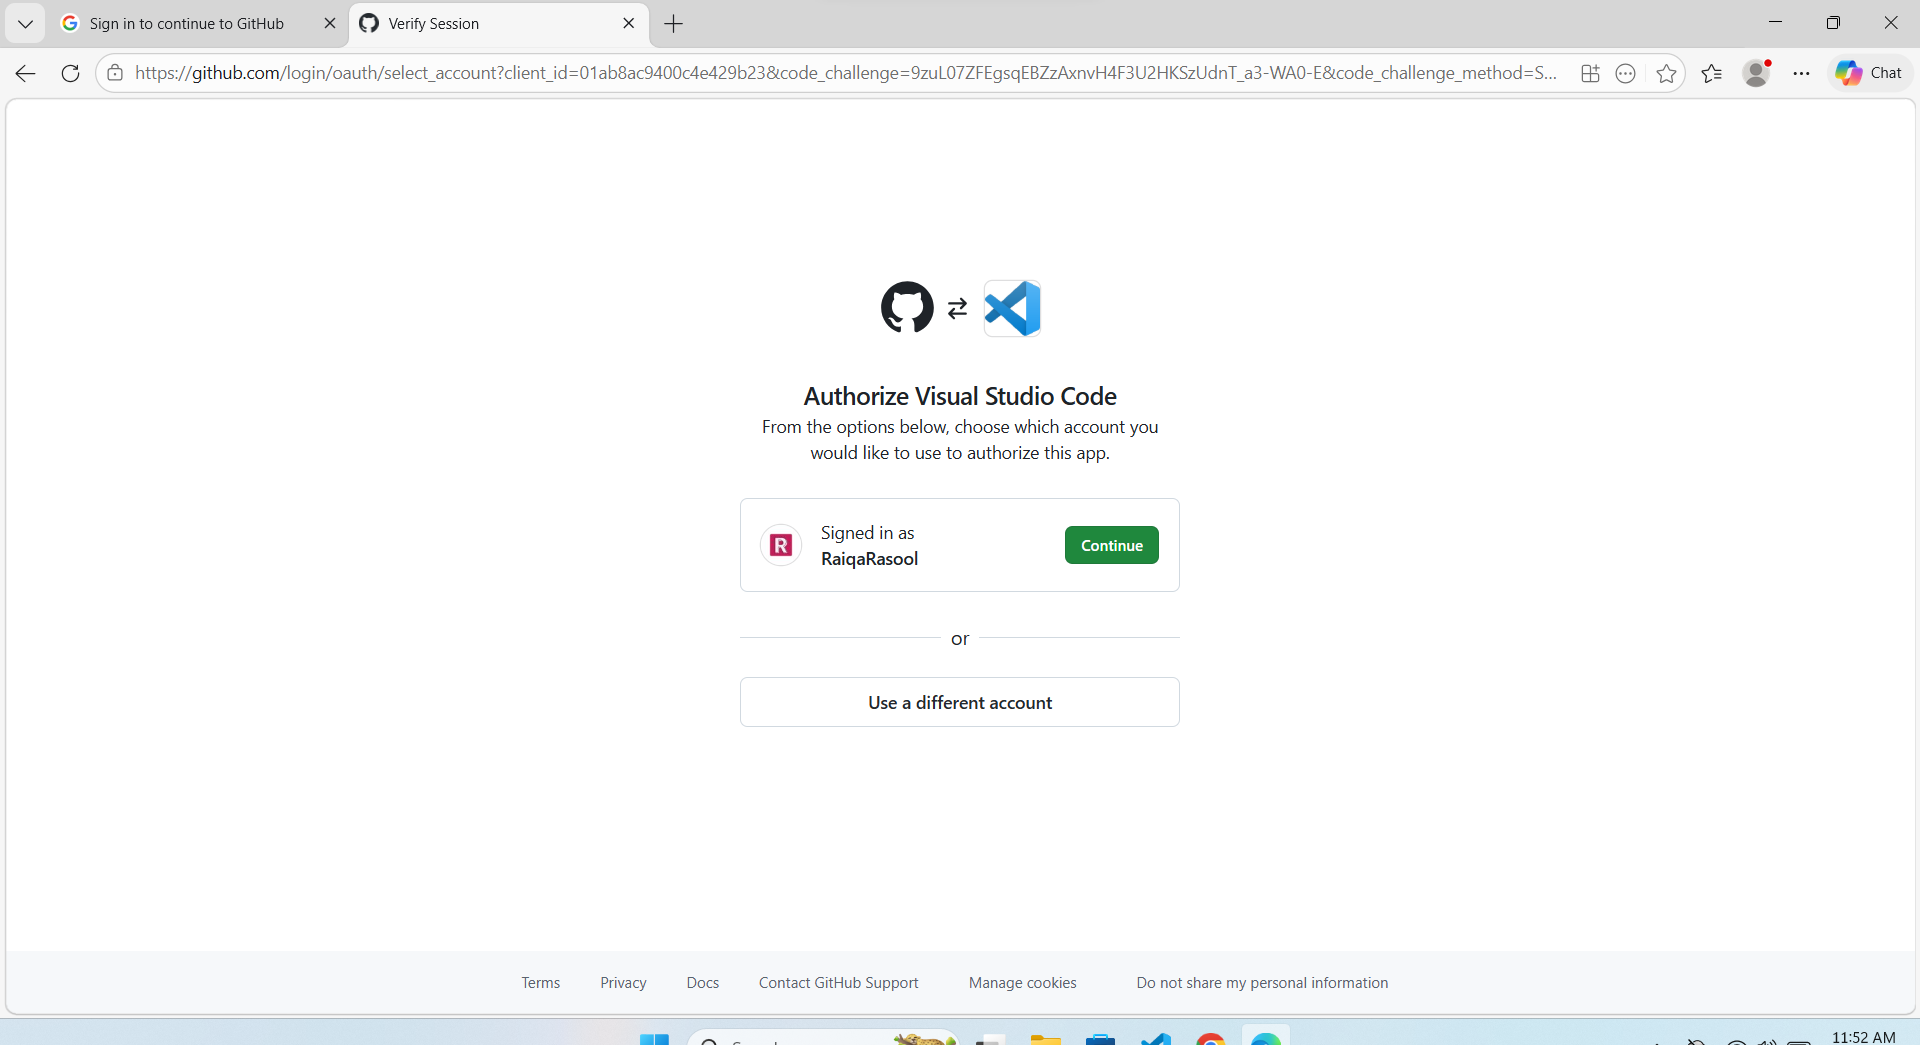 Sign in to continue to GitHub
Verify Session
https://github.com/login/oauth/select_account?client_id=01ab8ac9400c4e429b23&code_challenge=9zuL07ZFEgsqEBZzAxnvH4F3U2HKSzUdnT_a3-WA0-E&code_challenge_method=S...
Chat
Authorize Visual Studio Code
From the options below, choose which account you
would like to use to authorize this app.
R
Signed in as
RaiqaRasool
Continue
or
Use a different account
Terms
Privacy
Docs
Contact GitHub Support
Manage cookies
Do not share my personal information
11:52 AM